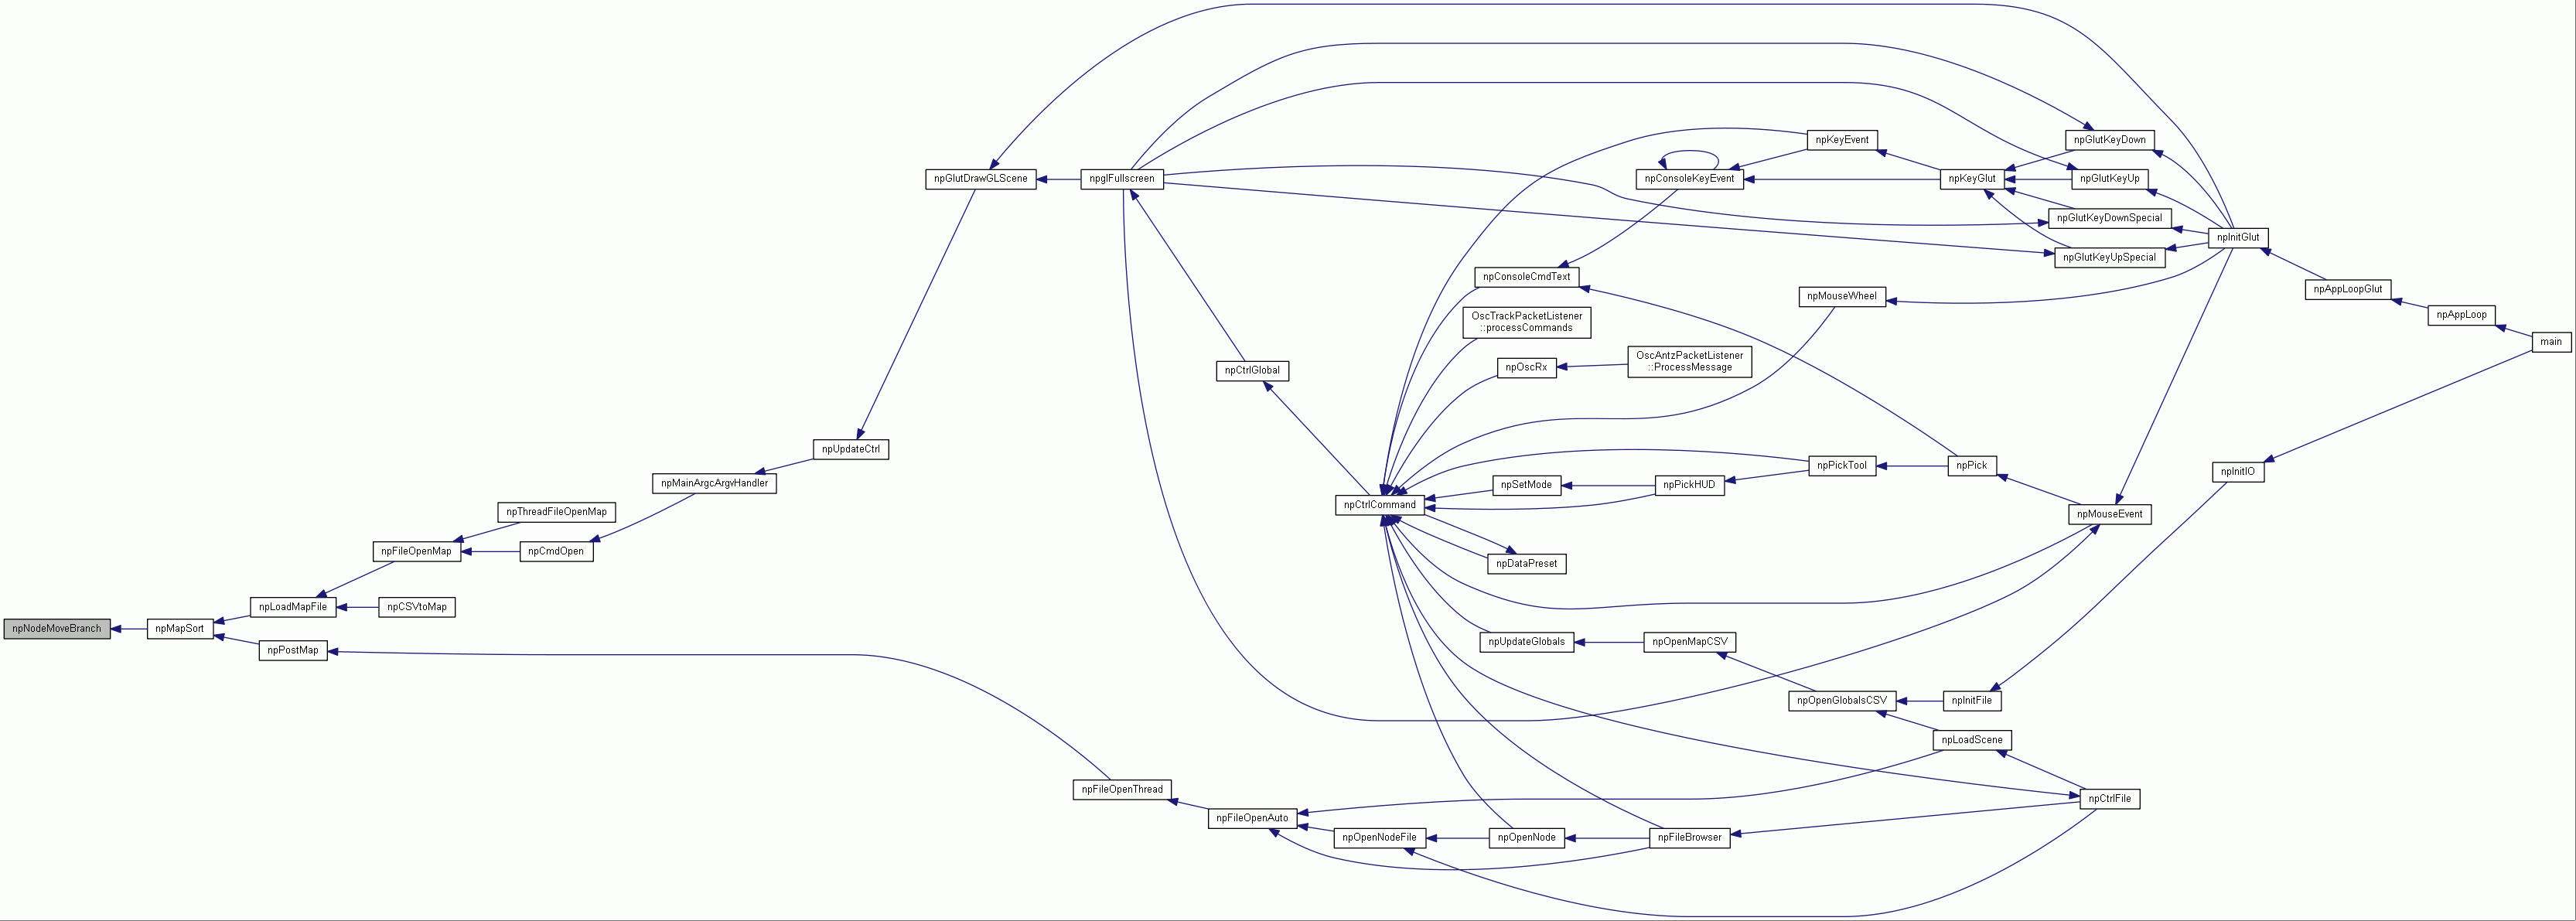 npNodeMoveBranch
npMapSort
npLoadMapFile
npPostMap
npFileOpenMap
npCSVtoMap
npThreadFileOpenMap
npCmdOpen
npMainArgcArgvHandler
npUpdateCtrl
npGlutDrawGLScene
npglFullscreen
npCtrlGlobal
npFileOpenThread
npFileOpenAuto
npCtrlCommand
npOpenNodeFile
npConsoleCmdText
OscTrackPacketListener
::processCommands
npOscRx
npSetMode
npDataPreset
npUpdateGlobals
npOpenNode
npConsoleKeyEvent
OscAntzPacketListener
::ProcessMessage
npPickHUD
npOpenMapCSV
npFileBrowser
npKeyEvent
npMouseWheel
npPickTool
npOpenGlobalsCSV
npKeyGlut
npPick
npInitFile
npLoadScene
npGlutKeyDown
npGlutKeyUp
npGlutKeyDownSpecial
npGlutKeyUpSpecial
npMouseEvent
npCtrlFile
npInitGlut
npInitIO
npAppLoopGlut
npAppLoop
main